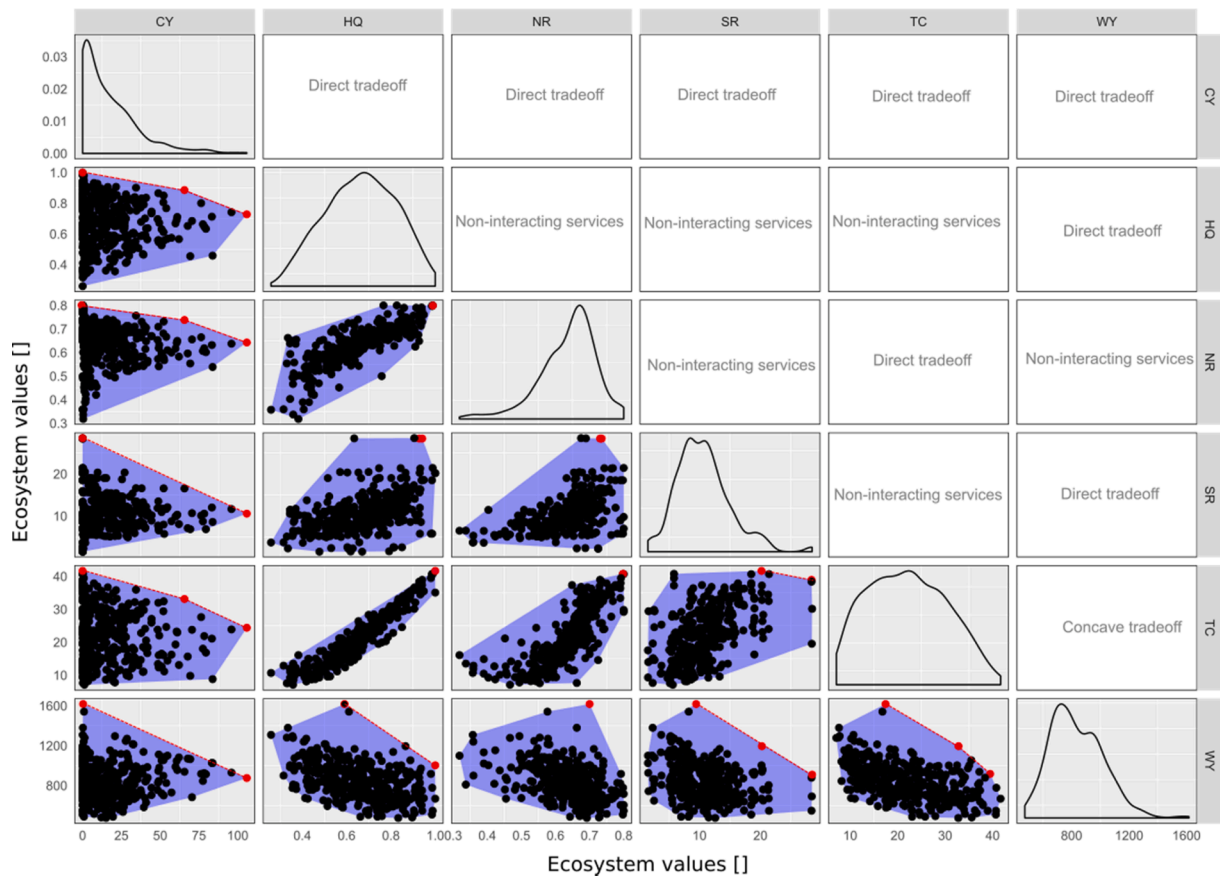 CY HQ NR SR TC WY
0.03
0.02
0.01
0.00
Direct tradeoff Direct tradeoff Direct tradeoff Direct tradeoff Direct tradeoff
CY
1.0
0.8
0.6
0.4
Non-interacting services Non-interacting services Non-interacting services Direct tradeoff
HQ
0.8
0.7
0.6
0.5
0.4
0.3
Non-interacting services Direct tradeoff Non-interacting services
NR
Ecosystem values []
20
10
Non-interacting services Direct tradeoff
SR
40
30
20
10
Concave tradeoff
TC
1600
1200
800
WY
0 25 50 75 100 0.4 0.6 0.8 1.00 0.3 0.4 0.5 0.6 0.7 0.8 10 20 10 20 30 40 800 1200 1600
Ecosystem values []